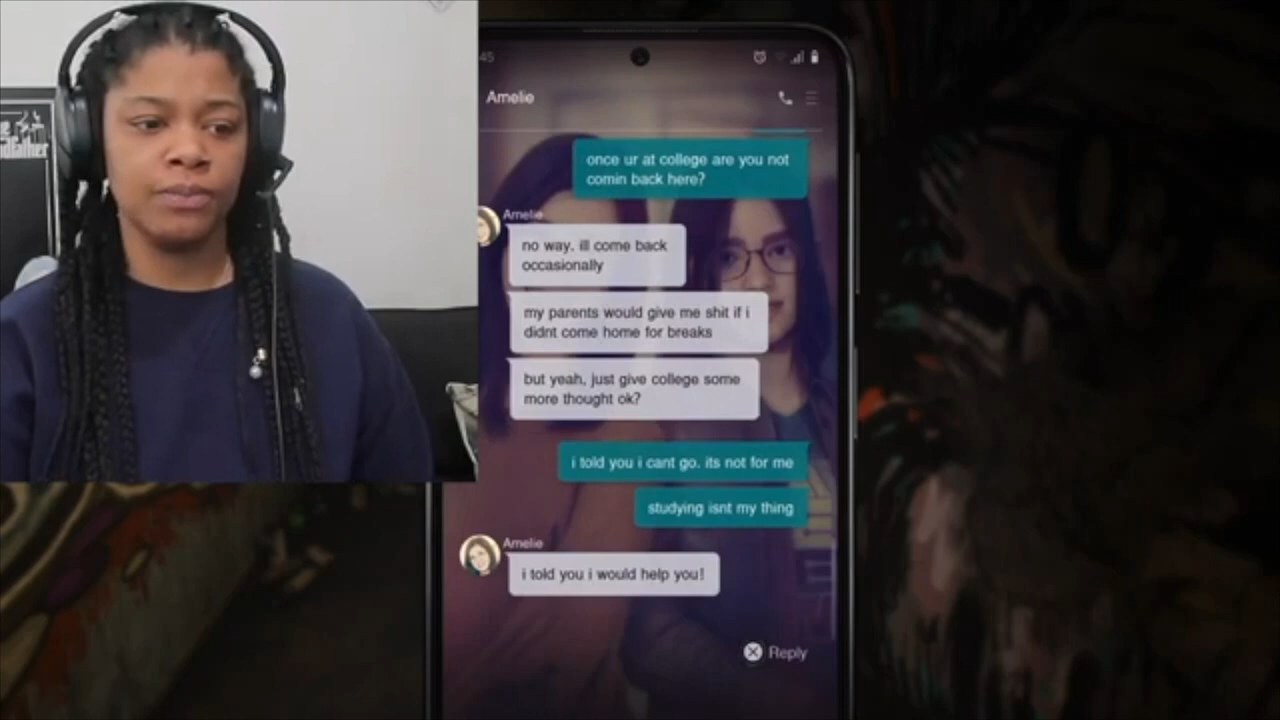 45
Amelie
once ur at college are you not
comin back here?
Amelie
no way. ill come back
occasionally
my parents would give me shit if i
didnt come home for breaks
but yeah, just give college some
more thought ok?
i told you i cant go. its not for me
studying isnt my thing
Amelie
i told you i would help you!
Reply